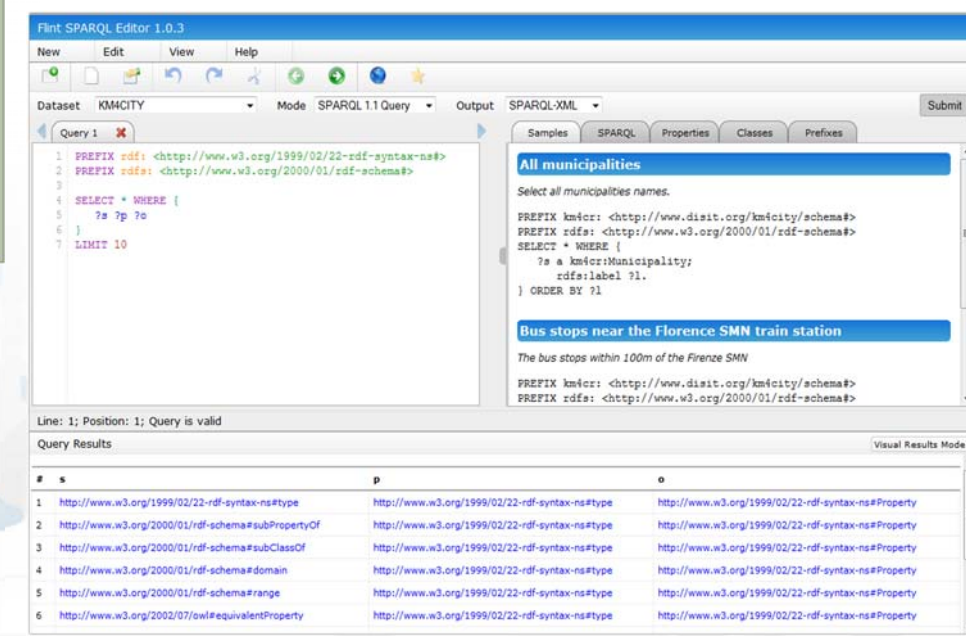 Flint SPARQL Editor 1.0.3
New Edit View Help
Dataset KM4CITY Mode SPARQL 1.1 Query Output SPARQL-XML Submit
Query 1
1 PREFIX rdf: <http://www.w3.org/1999/02/22-rdf-syntax-ns#>
2 PREFIX rdfs: <http://www.w3.org/2000/01/rdf-schema#>
3
4 SELECT * WHERE {
5 ?s ?p ?o
6 }
7 LIMIT 10
Samples SPARQL Properties Classes Prefixes
All municipalities
Select all municipalities names.
PREFIX km4cr: <http://www.disit.org/km4city/schema#>
PREFIX rdfs: <http://www.w3.org/2000/01/rdf-schema#>
SELECT * WHERE {
?s a km4cr:Municipality;
rdfs:label ?l.
} ORDER BY ?l
Bus stops near the Florence SMN train station
The bus stops within 100m of the Firenze SMN
PREFIX km4cr: <http://www.disit.org/km4city/schema#>
PREFIX rdfs: <http://www.w3.org/2000/01/rdf-schema#>
Line: 1; Position: 1; Query is valid
Query Results Visual Results Mode
# s p o
1 http://www.w3.org/1999/02/22-rdf-syntax-ns#type http://www.w3.org/1999/02/22-rdf-syntax-ns#type http://www.w3.org/1999/02/22-rdf-syntax-ns#Property
2 http://www.w3.org/2000/01/rdf-schema#subPropertyOf http://www.w3.org/1999/02/22-rdf-syntax-ns#type http://www.w3.org/1999/02/22-rdf-syntax-ns#Property
3 http://www.w3.org/2000/01/rdf-schema#subClassOf http://www.w3.org/1999/02/22-rdf-syntax-ns#type http://www.w3.org/1999/02/22-rdf-syntax-ns#Property
4 http://www.w3.org/2000/01/rdf-schema#domain http://www.w3.org/1999/02/22-rdf-syntax-ns#type http://www.w3.org/1999/02/22-rdf-syntax-ns#Property
5 http://www.w3.org/2000/01/rdf-schema#range http://www.w3.org/1999/02/22-rdf-syntax-ns#type http://www.w3.org/1999/02/22-rdf-syntax-ns#Property
6 http://www.w3.org/2002/07/owl#equivalentProperty http://www.w3.org/1999/02/22-rdf-syntax-ns#type http://www.w3.org/1999/02/22-rdf-syntax-ns#Property